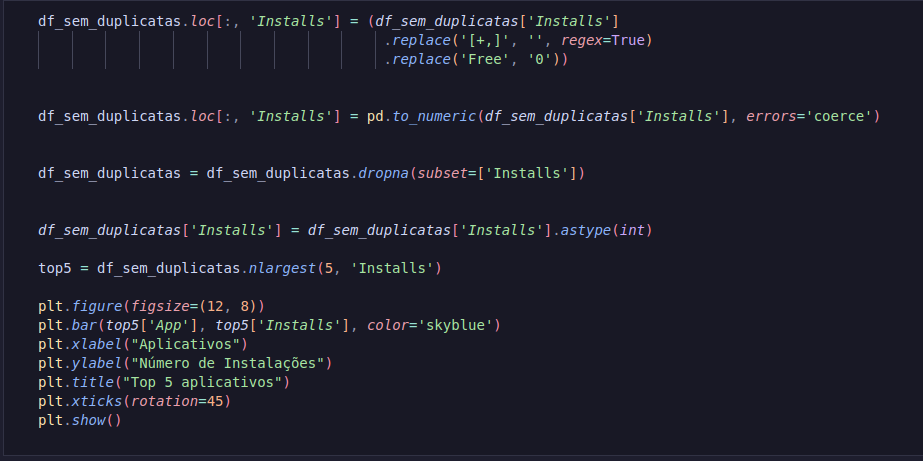 df_sem_duplicatas.loc[:, 'Installs'] = (df_sem_duplicatas['Installs']
.replace('[+,]', '', regex=True)
.replace('Free', '0'))
df_sem_duplicatas.loc[:, 'Installs'] = pd.to_numeric(df_sem_duplicatas['Installs'], errors='coerce')
df_sem_duplicatas = df_sem_duplicatas.dropna(subset=['Installs'])
df_sem_duplicatas['Installs'] = df_sem_duplicatas['Installs'].astype(int)
top5 = df_sem_duplicatas.nlargest(5, 'Installs')
plt.figure(figsize=(12, 8))
plt.bar(top5['App'], top5['Installs'], color='skyblue')
plt.xlabel("Aplicativos")
plt.ylabel("Número de Instalações")
plt.title("Top 5 aplicativos")
plt.xticks(rotation=45)
plt.show()